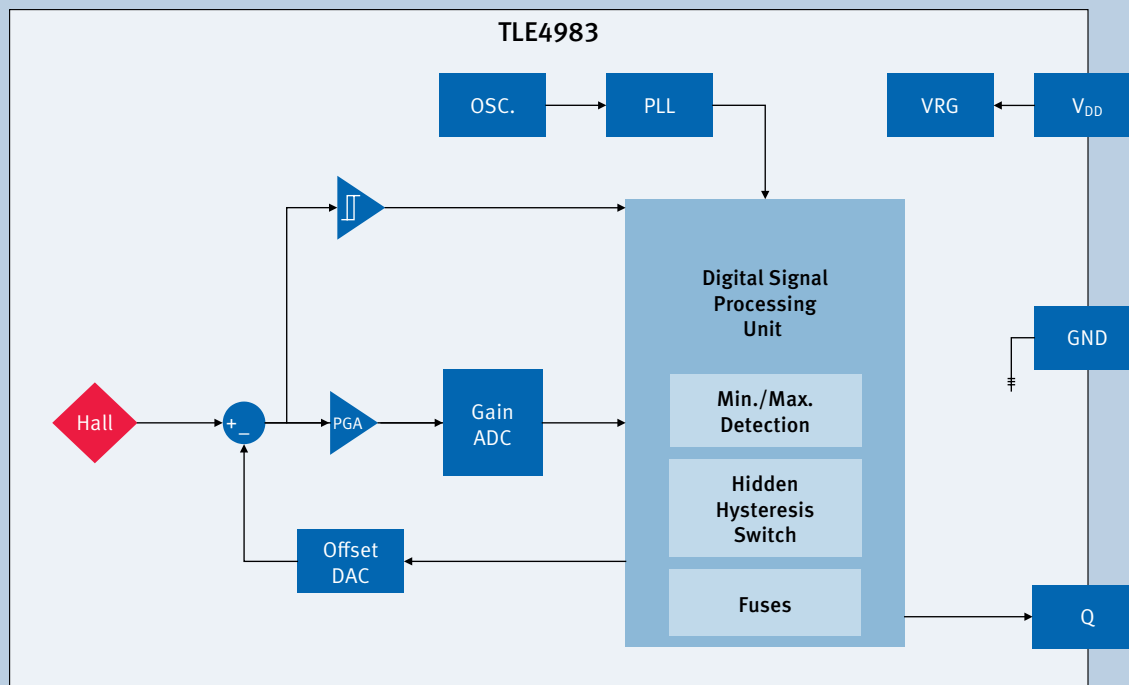 TLE4983
OSC.
PLL
VRG
VDD
Digital Signal
Processing
Unit
GND
Hall
+
−
PGA
Gain
ADC
Min./Max.
Detection
Hidden
Hysteresis
Switch
Offset
DAC
Fuses
Q